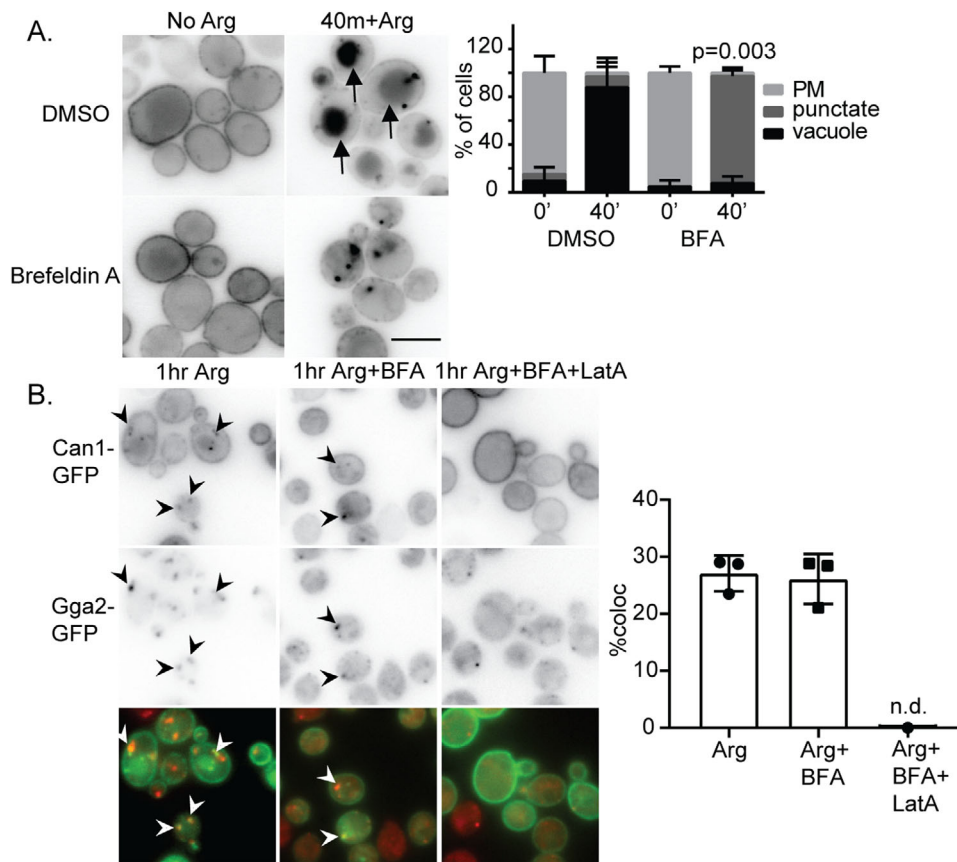 A.
No Arg
40m+Arg
DMSO
Brefeldin A
% of cells
120
80
40
0
p=0.003
PM
punctate
vacuole
0'
40'
0'
40'
DMSO
BFA
B.
1hr Arg
1hr Arg+BFA
1hr Arg+BFA+LatA
Can1-
GFP
Gga2-
GFP
%coloc
40
30
20
10
0
n.d.
Arg
Arg+
BFA
Arg+
BFA+
LatA